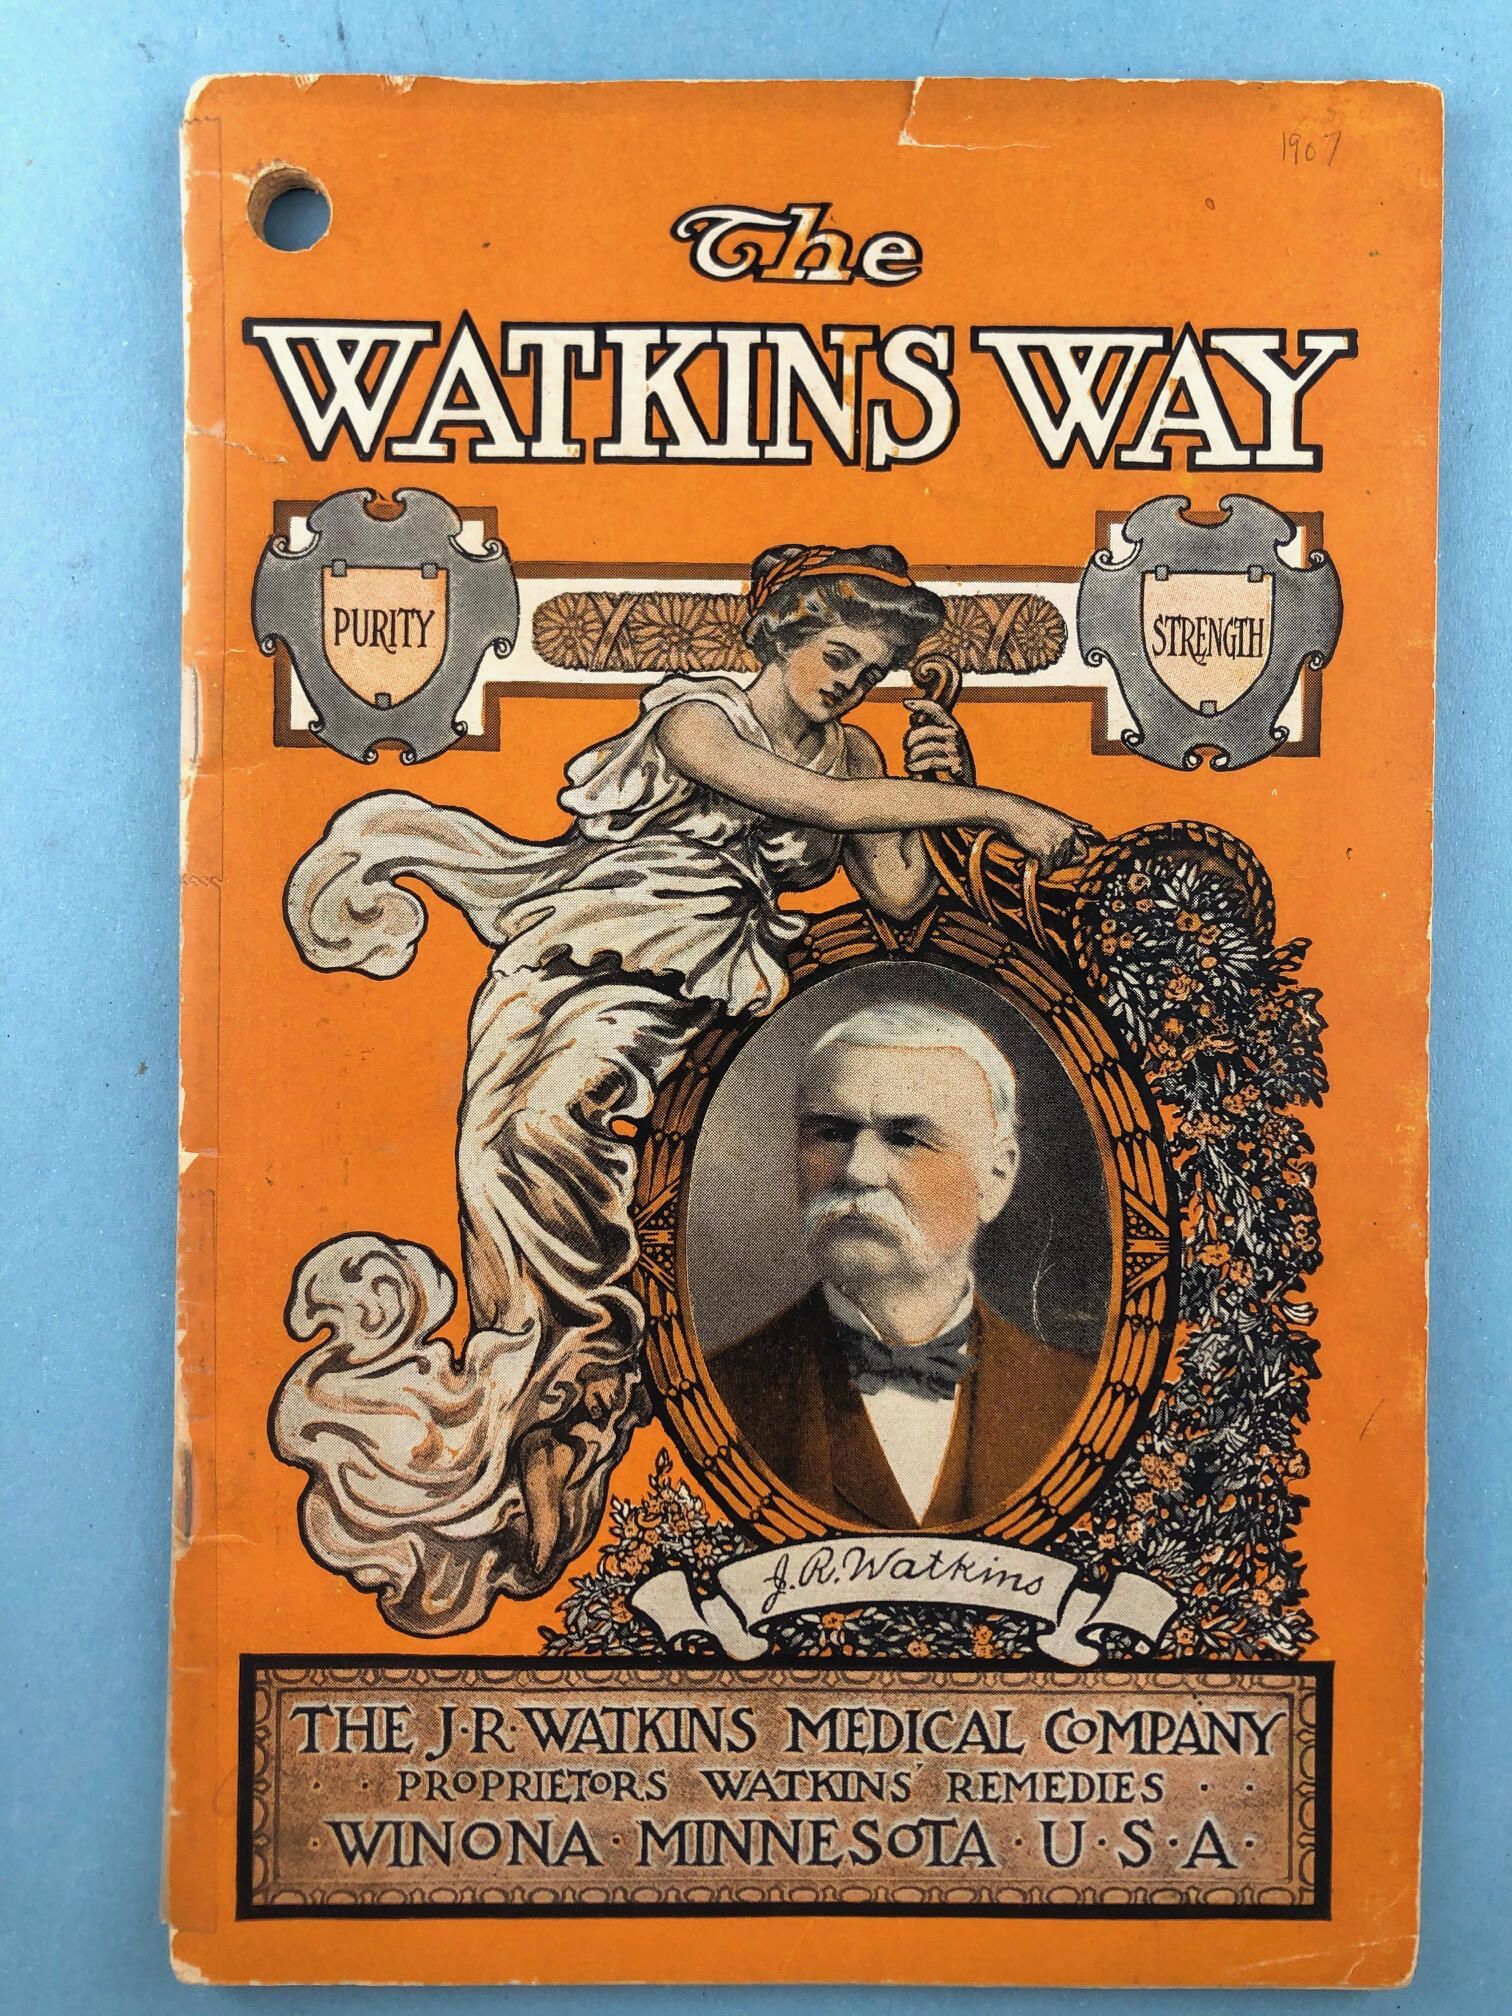 1907
The
WATKINS WAY
PURITY
STRENGTH
J. R. Watkins
THE J·R·WATKINS MEDICAL COMPANY
· · PROPRIETORS WATKINS' REMEDIES · ·
·WINONA·MINNESOTA·U·S·A·